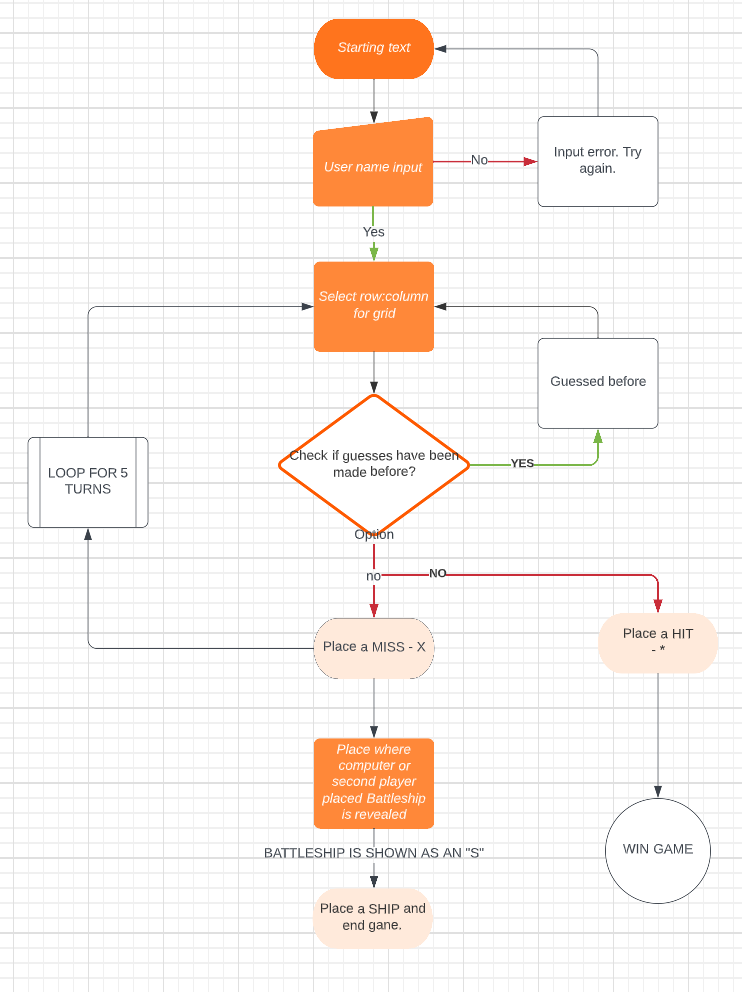 Starting text
User name input
No
Input error. Try
again.
Yes
Select row:column
for grid
Guessed before
Check if guesses have been
made before?
YES
LOOP FOR 5
TURNS
Option
no
NO
Place a MISS - X
Place a HIT
- *
Place where
computer or
second player
placed Battleship
is revealed
WIN GAME
BATTLESHIP IS SHOWN AS AN "S"
Place a SHIP and
end gane.